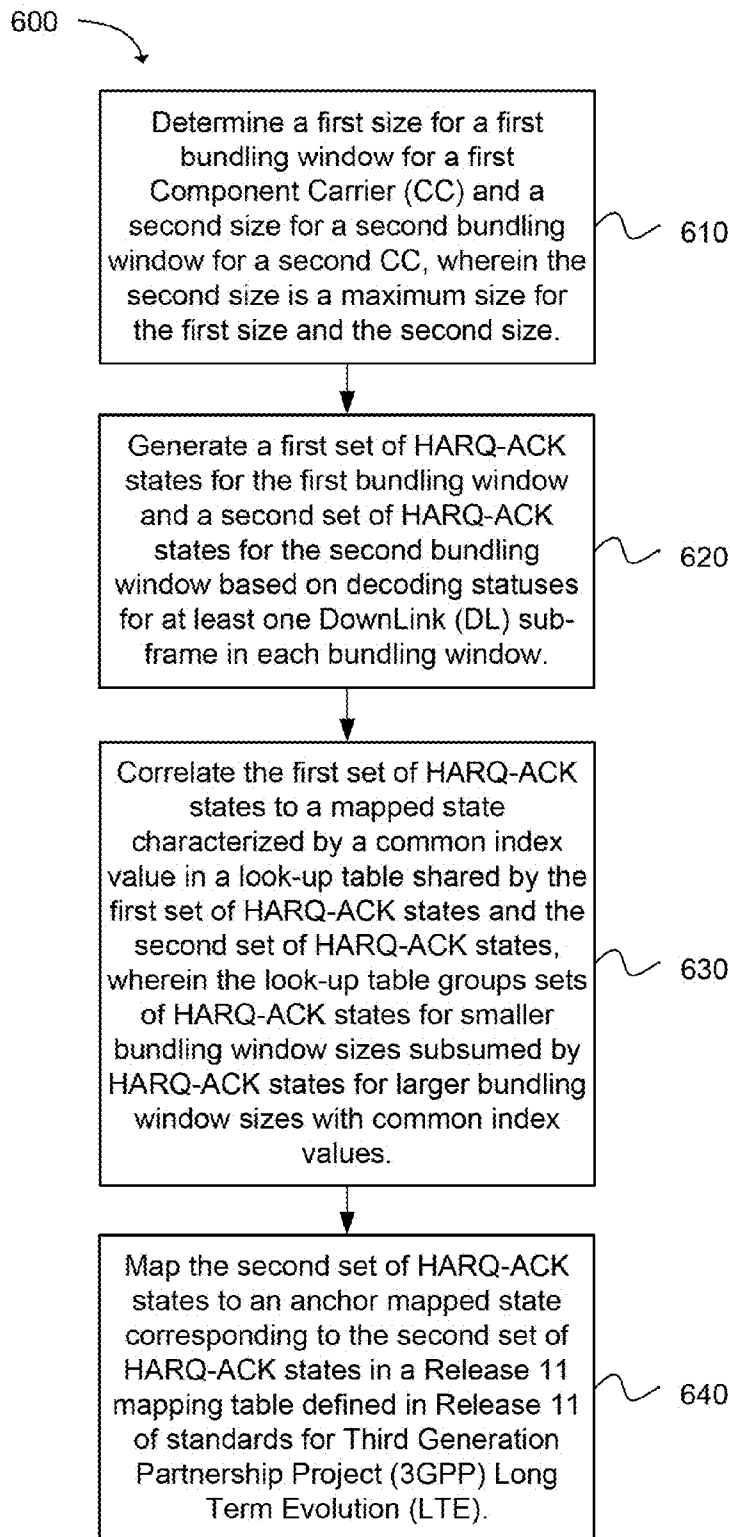 600
Determine a first size for a first
bundling window for a first
Component Carrier (CC) and a
second size for a second bundling
window for a second CC, wherein the
second size is a maximum size for
the first size and the second size.
610
Generate a first set of HARQ-ACK
states for the first bundling window
and a second set of HARQ-ACK
states for the second bundling
window based on decoding statuses
for at least one DownLink (DL) sub-
frame in each bundling window.
620
Correlate the first set of HARQ-ACK
states to a mapped state
characterized by a common index
value in a look-up table shared by the
first set of HARQ-ACK states and the
second set of HARQ-ACK states,
wherein the look-up table groups sets
of HARQ-ACK states for smaller
bundling window sizes subsumed by
HARQ-ACK states for larger bundling
window sizes with common index
values.
630
Map the second set of HARQ-ACK
states to an anchor mapped state
corresponding to the second set of
HARQ-ACK states in a Release 11
mapping table defined in Release 11
of standards for Third Generation
Partnership Project (3GPP) Long
Term Evolution (LTE).
640